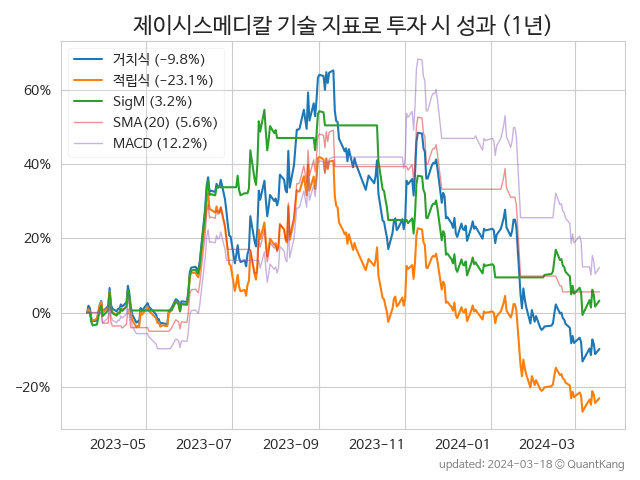 제이시스메디칼 기술 지표로 투자 시 성과 (1년)
거치식 (−9.8%)
적립식 (−23.1%)
SigM (3.2%)
SMA(20) (5.6%)
MACD (12.2%)
60%
40%
20%
0%
−20%
2023−05 2023−07 2023−09 2023−11 2024−01 2024−03
updated: 2024−03−18 © QuantKang